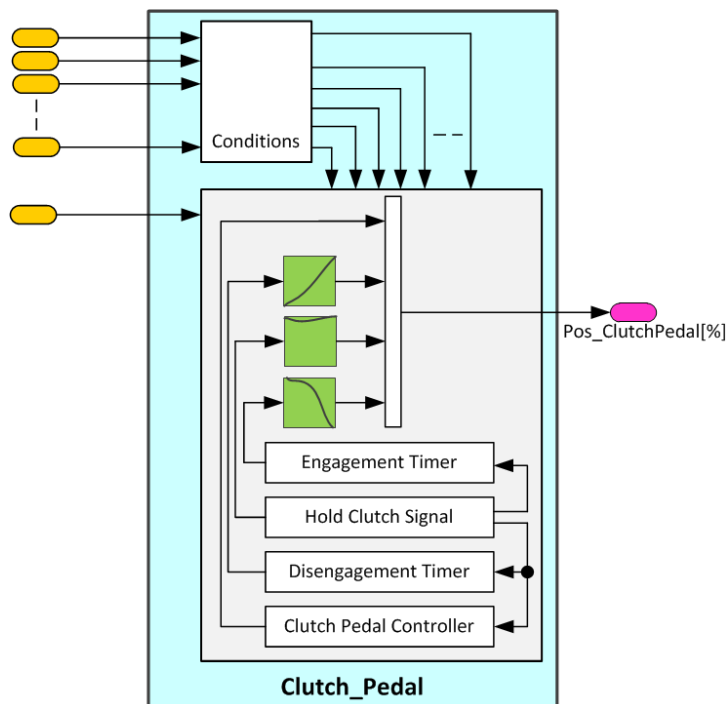 Conditions
Pos_ClutchPedal[%]
Engagement Timer
Hold Clutch Signal
Disengagement Timer
Clutch Pedal Controller
Clutch_Pedal